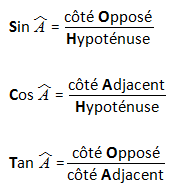 Sin Â = côté Opposé / Hypoténuse
Cos Â = côté Adjacent / Hypoténuse
Tan Â = côté Opposé / côté Adjacent